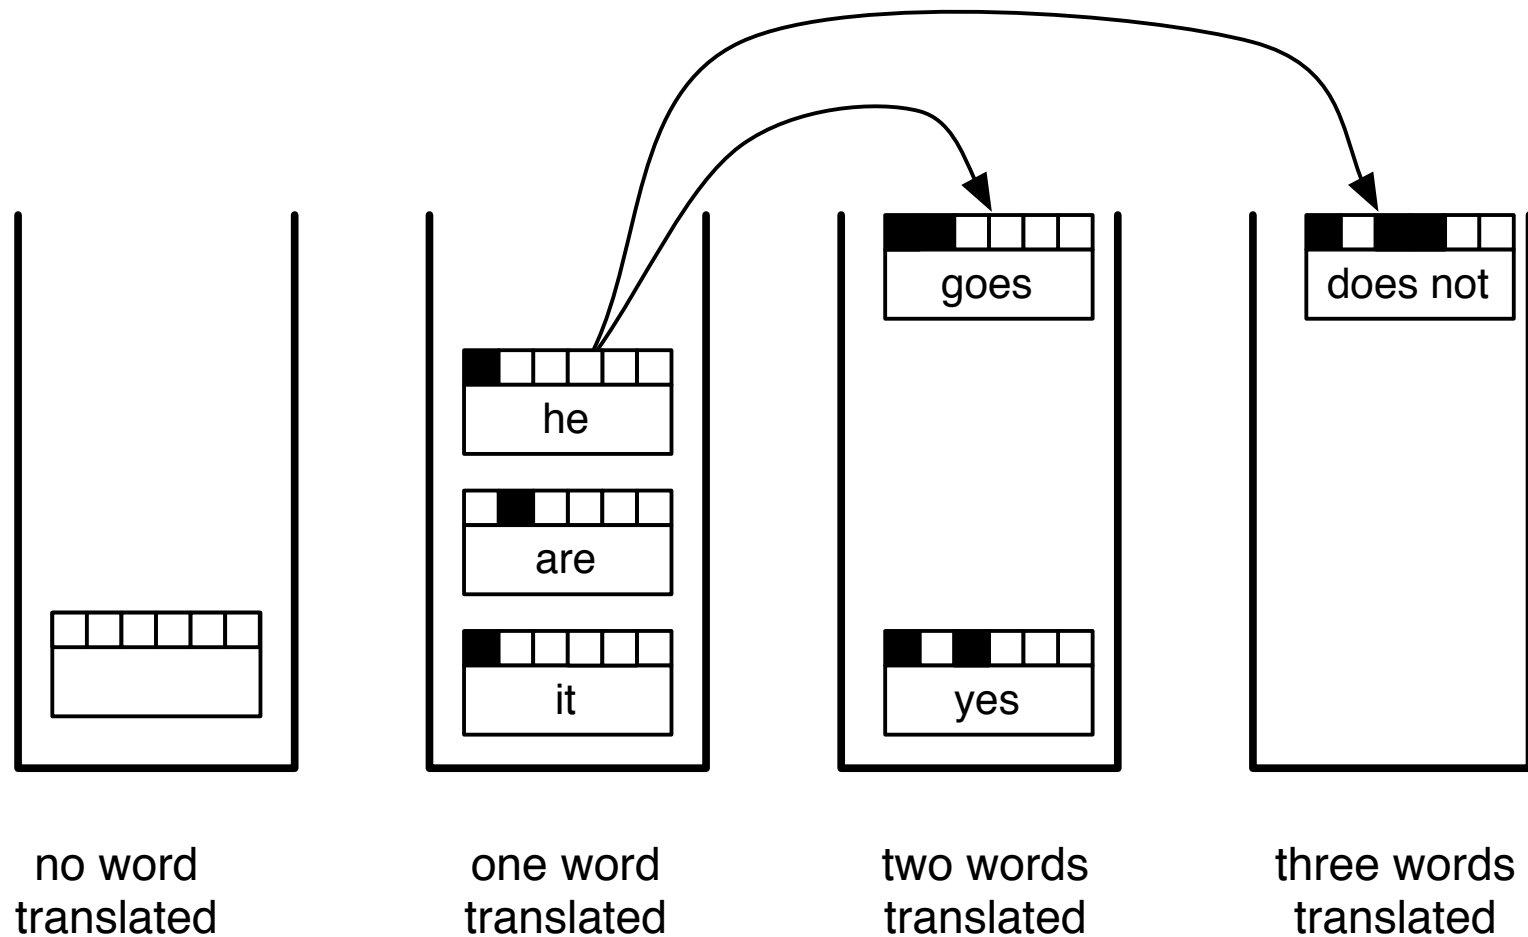 goes
does not
he
are
it
yes
no word
translated
one word
translated
two words
translated
three words
translated